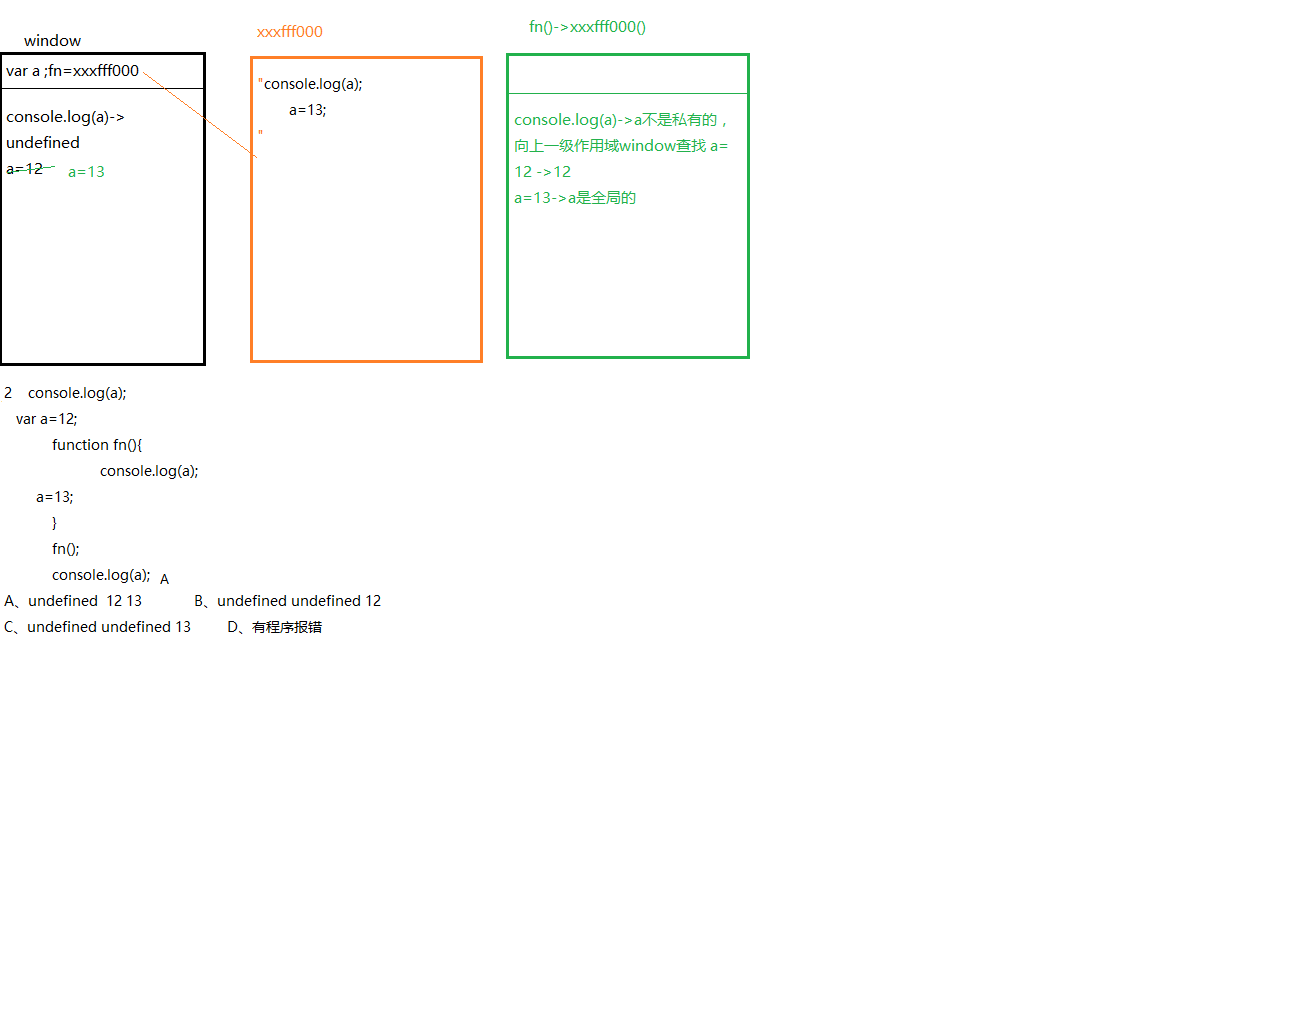 window
var a ;fn=xxxfff000
console.log(a)->
undefined
a=12 a=13
xxxfff000
"console.log(a);
a=13;
"
fn()->xxxfff000()
console.log(a)->a不是私有的，
向上一级作用域window查找 a=
12 ->12
a=13->a是全局的
2 console.log(a);
var a=12;
function fn(){
console.log(a);
a=13;
}
fn();
console.log(a); A
A、undefined 12 13 B、undefined undefined 12
C、undefined undefined 13 D、有程序报错